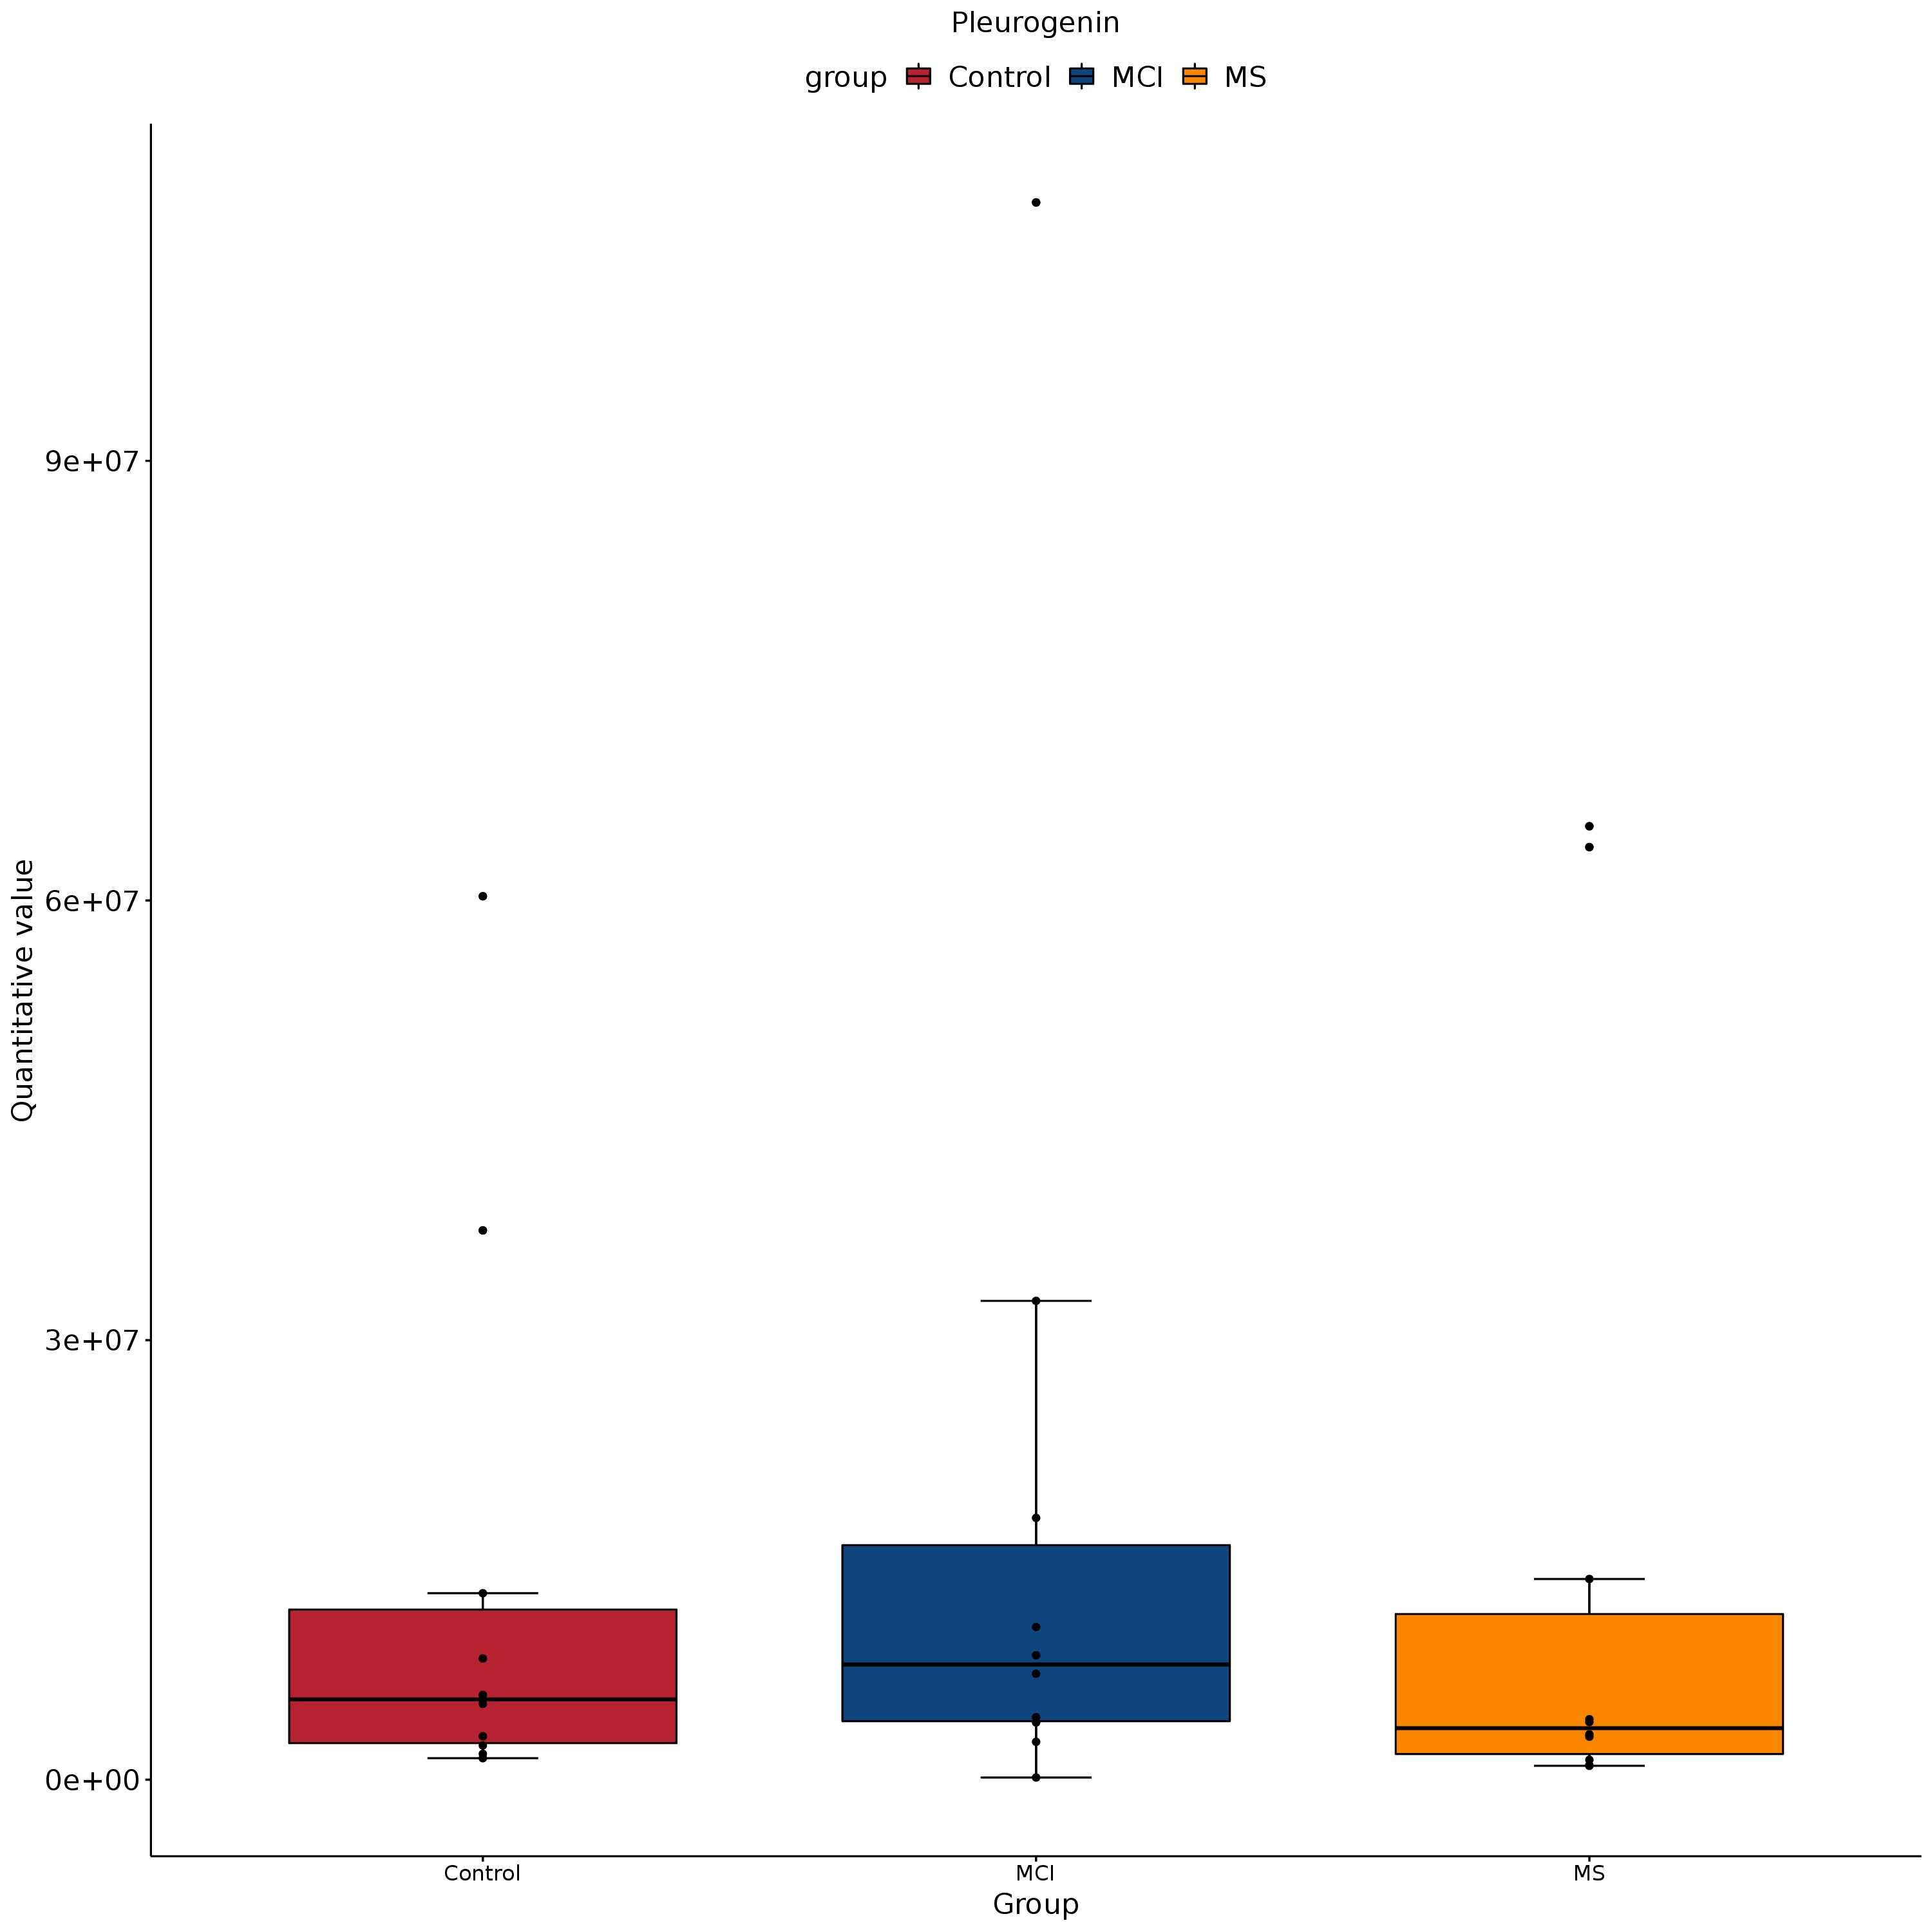 Pleurogenin
group Control MCI MS
Quantitative value
9e+07
6e+07
3e+07
0e+00
Control MCI MS
Group